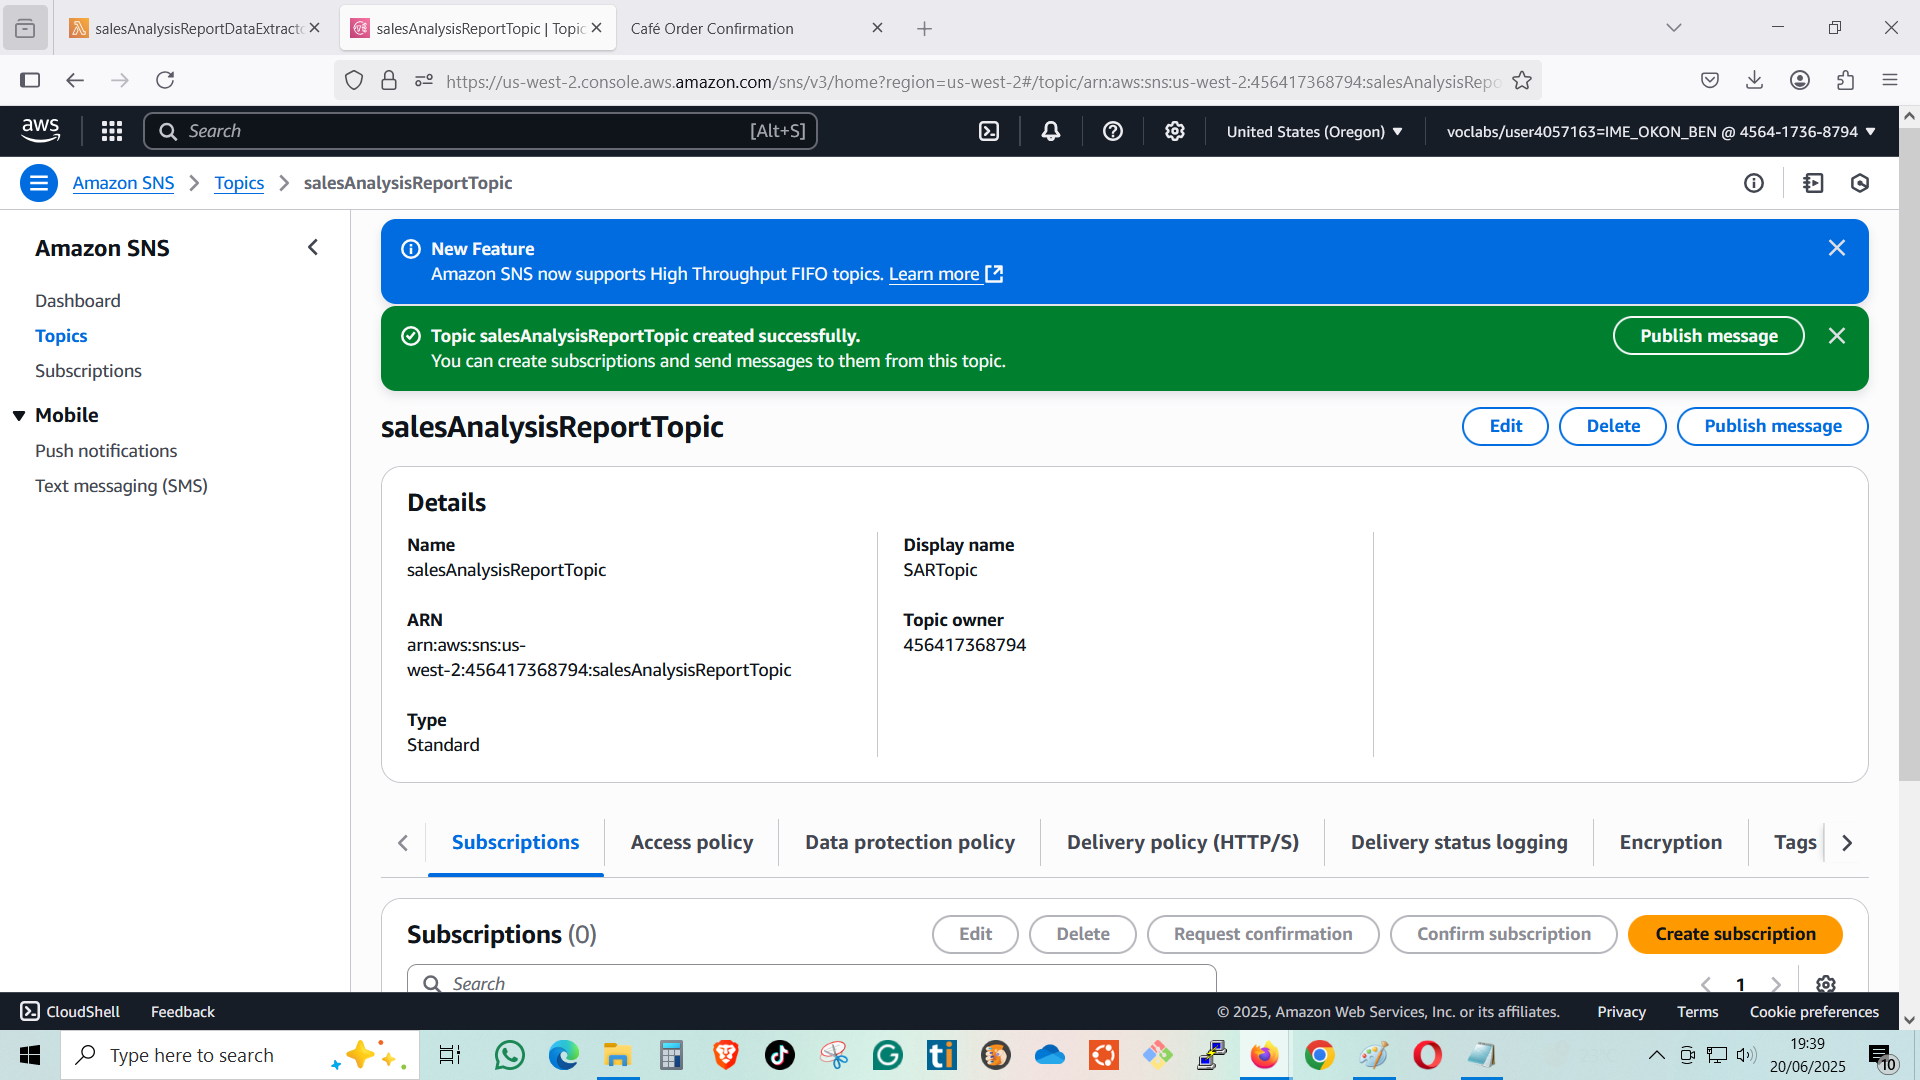 salesAnalysisReportDataExtracto
salesAnalysisReportTopic | Topic
Café Order Confirmation
https://us-west-2.console.aws.amazon.com/sns/v3/home?region=us-west-2#/topic/arn:aws:sns:us-west-2:456417368794:salesAnalysisRepo
aws
Search
[Alt+S]
United States (Oregon)
voclabs/user4057163=IME_OKON_BEN @ 4564-1736-8794
Amazon SNS
Topics
salesAnalysisReportTopic
Amazon SNS
Dashboard
Topics
Subscriptions
Mobile
Push notifications
Text messaging (SMS)
New Feature
Amazon SNS now supports High Throughput FIFO topics. Learn more
Topic salesAnalysisReportTopic created successfully.
You can create subscriptions and send messages to them from this topic.
Publish message
salesAnalysisReportTopic
Edit
Delete
Publish message
Details
Name
salesAnalysisReportTopic
ARN
arn:aws:sns:us-
west-2:456417368794:salesAnalysisReportTopic
Type
Standard
Display name
SARTopic
Topic owner
456417368794
Subscriptions
Access policy
Data protection policy
Delivery policy (HTTP/S)
Delivery status logging
Encryption
Tags
Subscriptions (0)
Edit
Delete
Request confirmation
Confirm subscription
Create subscription
Search
1
CloudShell
Feedback
© 2025, Amazon Web Services, Inc. or its affiliates.
Privacy
Terms
Cookie preferences
Type here to search
ti
19:39
20/06/2025
10